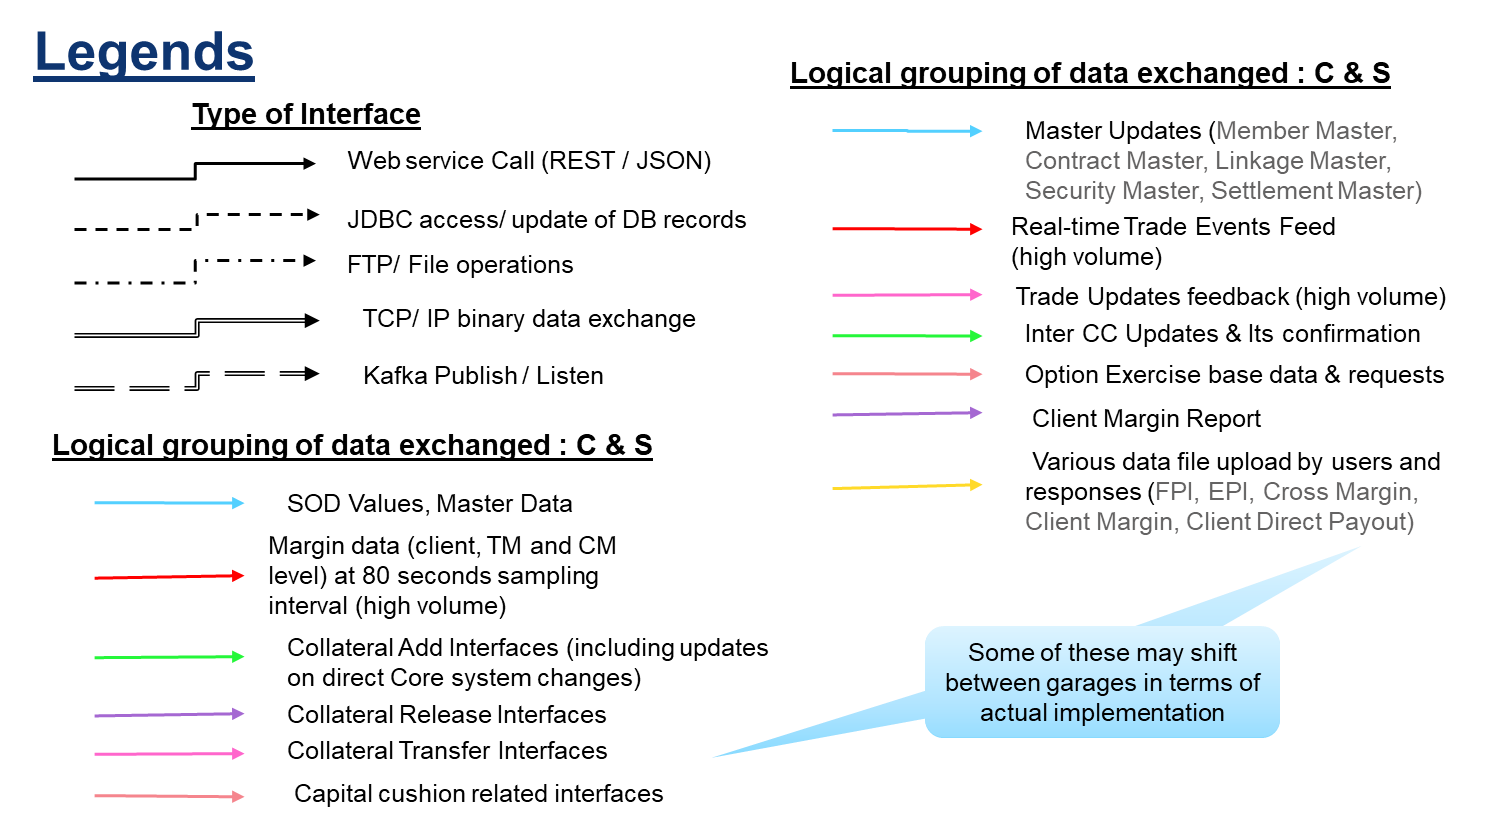 Legends
Type of Interface
Web service Call (REST / JSON)
JDBC access/ update of DB records
FTP/ File operations
TCP/ IP binary data exchange
Kafka Publish / Listen
Logical grouping of data exchanged : C & S
SOD Values, Master Data
Margin data (client, TM and CM
level) at 80 seconds sampling
interval (high volume)
Collateral Add Interfaces (including updates
on direct Core system changes)
Collateral Release Interfaces
Collateral Transfer Interfaces
Capital cushion related interfaces
Logical grouping of data exchanged : C & S
Master Updates (Member Master,
Contract Master, Linkage Master,
Security Master, Settlement Master)
Real-time Trade Events Feed
(high volume)
Trade Updates feedback (high volume)
Inter CC Updates & Its confirmation
Option Exercise base data & requests
Client Margin Report
Various data file upload by users and
responses (FPI, EPI, Cross Margin,
Client Margin, Client Direct Payout)
Some of these may shift
between garages in terms of
actual implementation